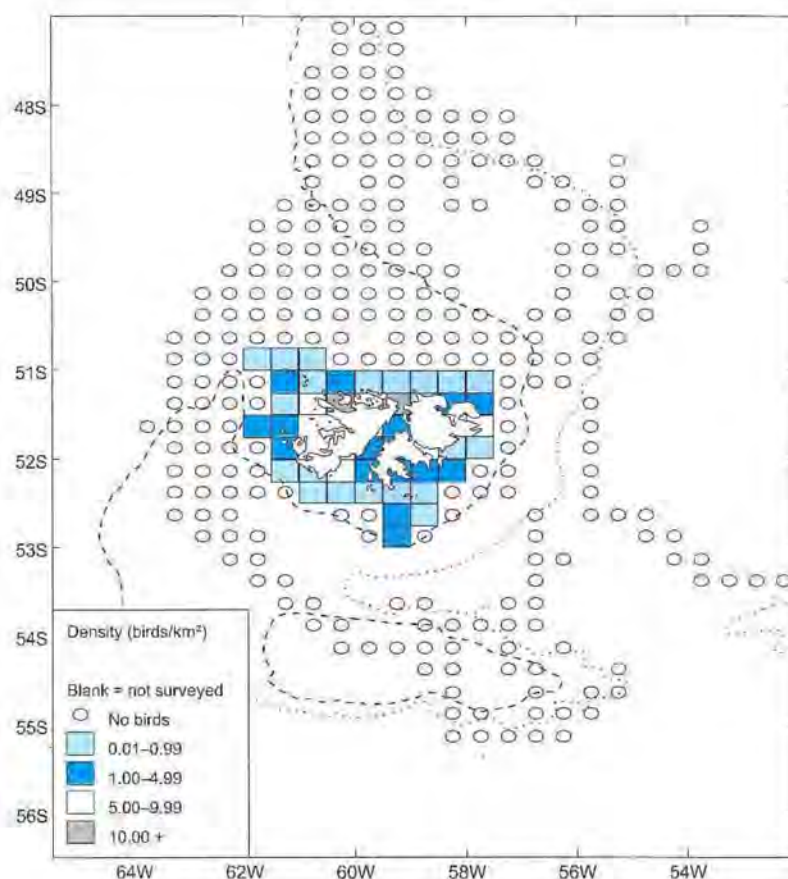 48S
49S
50S
51S
52S
53S
54S
55S
56S
Density (birds/km²)
Blank = not surveyed
No birds
0.01–0.99
1.00–4.99
5.00–9.99
10.00 +
64W 62W 60W 58W 56W 54W